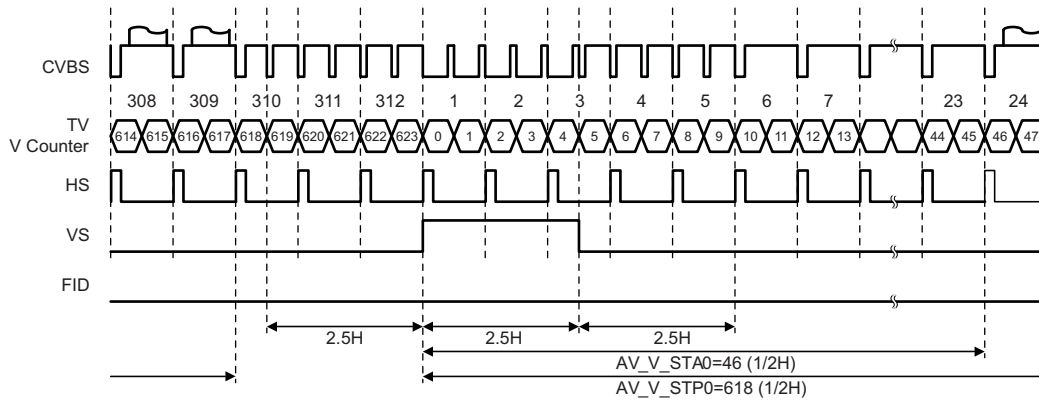 CVBS
308 309 310 311 312 1 2 3 4 5 6 7 23 24
TV
V Counter
614 615 616 617 618 619 620 621 622 623 0 1 2 3 4 5 6 7 8 9 10 11 12 13 44 45 46 47
HS
VS
FID
2.5H 2.5H 2.5H
AV_V_STA0=46 (1/2H)
AV_V_STP0=618 (1/2H)